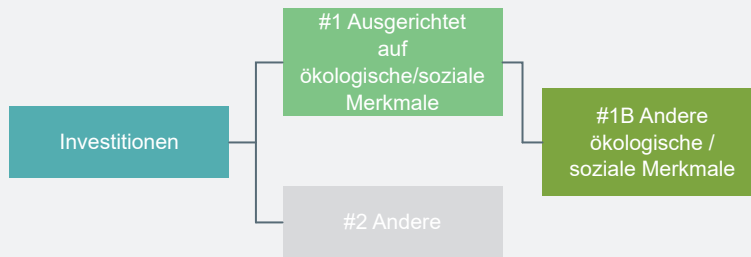 Investitionen
#1 Ausgerichtet
auf
ökologische/soziale
Merkmale
#2 Andere
#1B Andere
ökologische /
soziale Merkmale